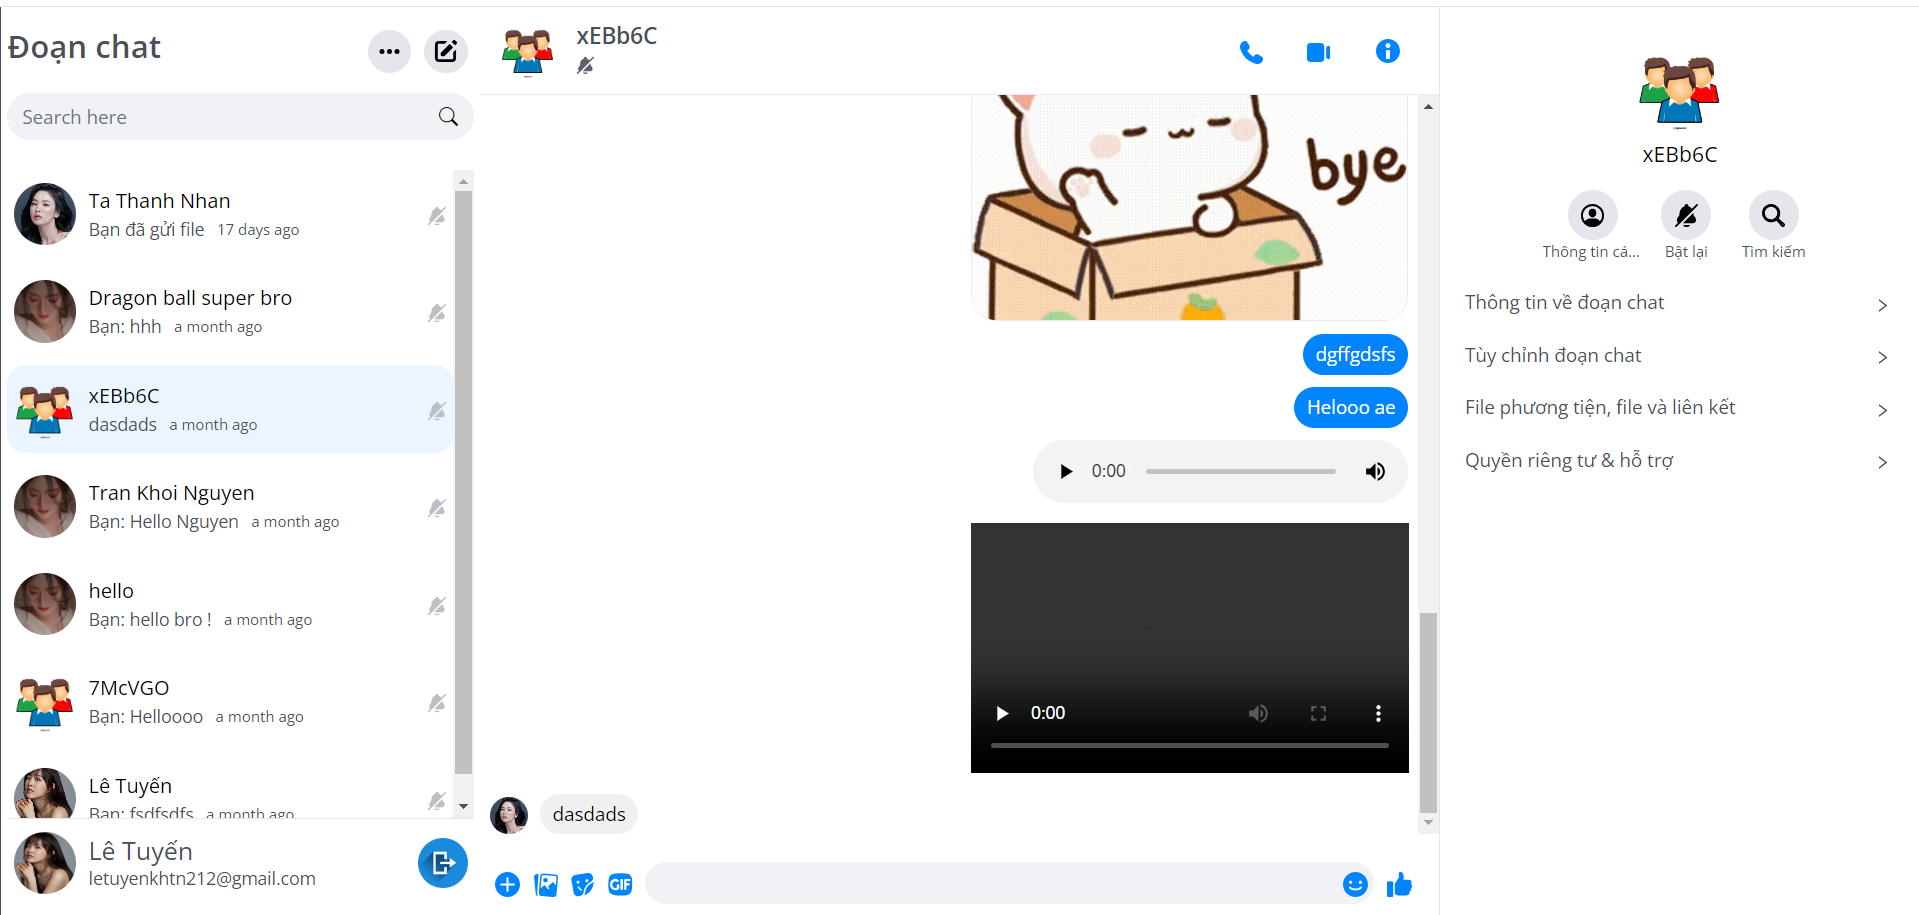 Đoạn chat
Search here
Ta Thanh Nhan
Bạn đã gửi file 17 days ago
Dragon ball super bro
Bạn: hhh a month ago
xEBb6C
dasdads a month ago
Tran Khoi Nguyen
Bạn: Hello Nguyen a month ago
hello
Bạn: hello bro ! a month ago
7McVGO
Bạn: Helloooo a month ago
Lê Tuyến
Bạn: fsdfsdfs a month ago
Lê Tuyến
letuyenkhtn212@gmail.com
xEBb6C
bye
dgffgdsfs
Helooo ae
0:00
0:00
dasdads
GIF
xEBb6C
Thông tin cá...
Bật lại
Tìm kiếm
Thông tin về đoạn chat
Tùy chỉnh đoạn chat
File phương tiện, file và liên kết
Quyền riêng tư & hỗ trợ